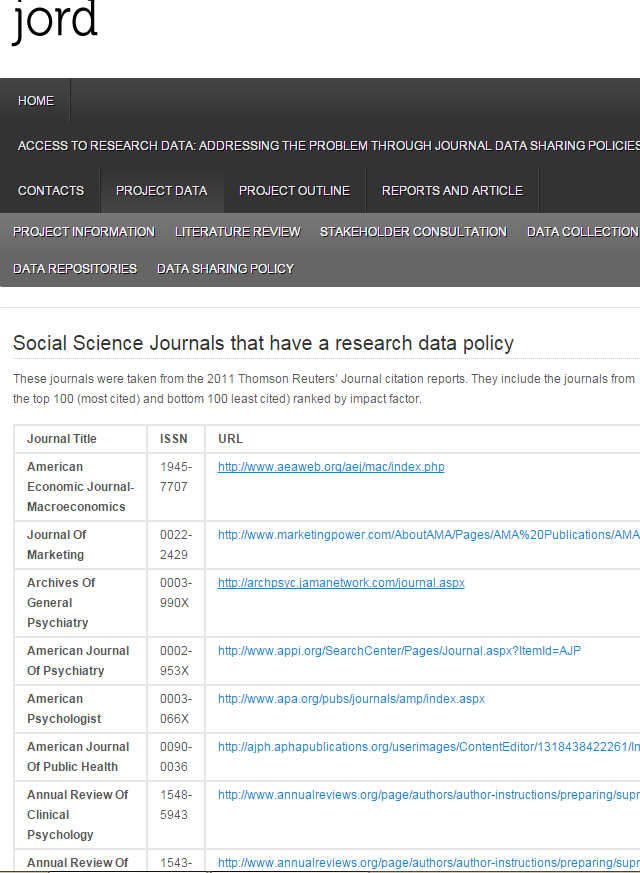 jord
HOME
ACCESS TO RESEARCH DATA: ADDRESSING THE PROBLEM THROUGH JOURNAL DATA SHARING POLICIES
CONTACTS PROJECT DATA PROJECT OUTLINE REPORTS AND ARTICLE
PROJECT INFORMATION LITERATURE REVIEW STAKEHOLDER CONSULTATION DATA COLLECTION
DATA REPOSITORIES DATA SHARING POLICY
Social Science Journals that have a research data policy
These journals were taken from the 2011 Thomson Reuters’ Journal citation reports. They include the journals from
the top 100 (most cited) and bottom 100 least cited) ranked by impact factor.
Journal Title ISSN URL
American 1945- http://www.aeaweb.org/aej/mac/index.php
Economic Journal- 7707
Macroeconomics
Journal Of 0022- http://www.marketingpower.com/AboutAMA/Pages/AMA%20Publications/AMA
Marketing 2429
Archives Of 0003- http://archpsyc.jamanetwork.com/journal.aspx
General 990X
Psychiatry
American Journal 0002- http://www.appi.org/SearchCenter/Pages/Journal.aspx?ItemId=AJP
Of Psychiatry 953X
American 0003- http://www.apa.org/pubs/journals/amp/index.aspx
Psychologist 066X
American Journal 0090- http://ajph.aphapublications.org/userimages/ContentEditor/1318438422261/In
Of Public Health 0036
Annual Review Of 1548- http://www.annualreviews.org/page/authors/author-instructions/preparing/supr
Clinical 5943
Psychology
Annual Review Of 1543- http://www.annualreviews.org/page/authors/author-instructions/preparing/supr